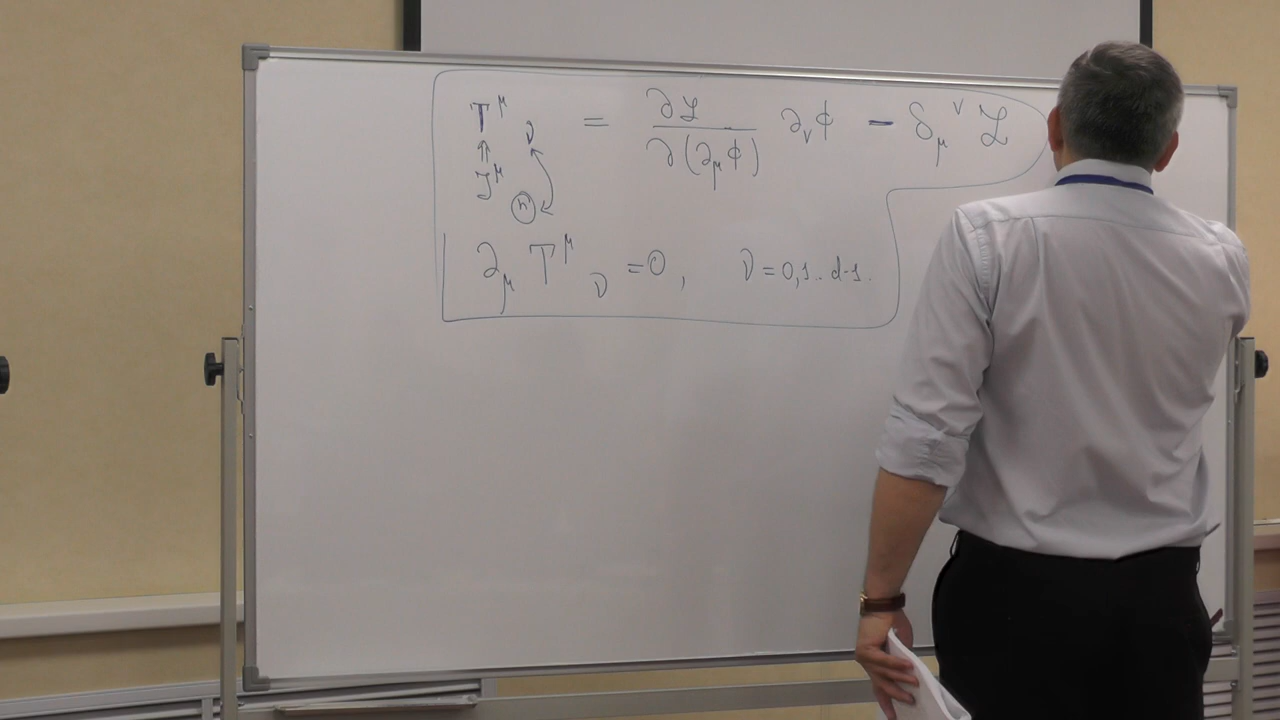 T^μ_ν = ∂ℒ/∂(∂_μ ϕ) ∂_ν ϕ - δ_μ^ν ℒ
↑
J^μ
n
∂_μ T^μ_ν = 0 , ν = 0,1.. d-1.